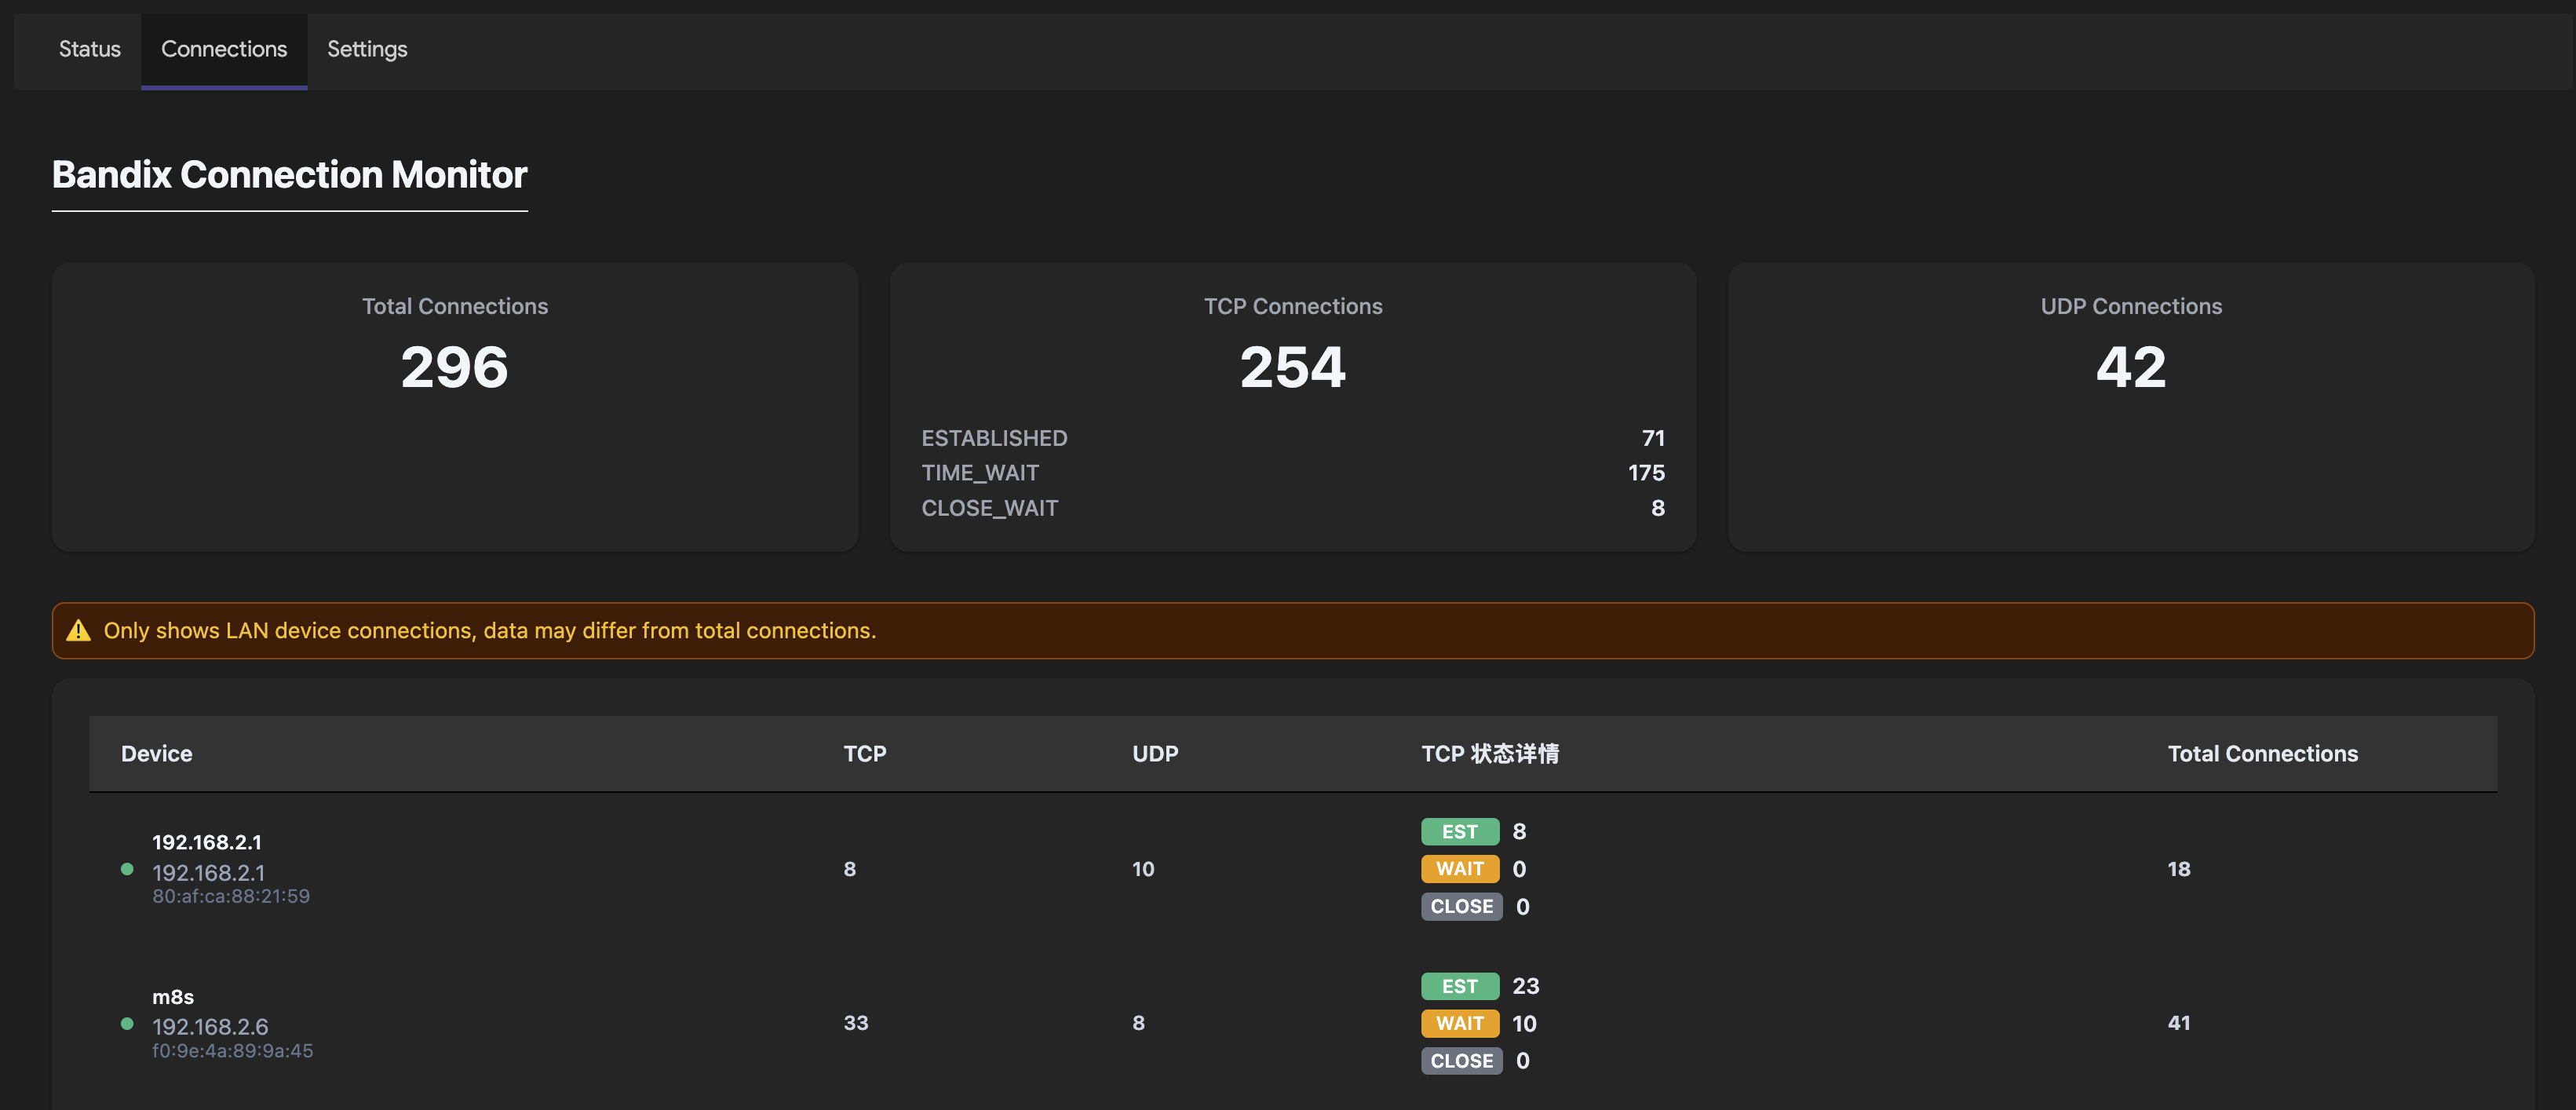 Status Connections Settings
Bandix Connection Monitor
Total Connections
296
TCP Connections
254
ESTABLISHED 71
TIME_WAIT 175
CLOSE_WAIT 8
UDP Connections
42
Only shows LAN device connections, data may differ from total connections.
Device TCP UDP TCP 状态详情 Total Connections
192.168.2.1
192.168.2.1
80:af:ca:88:21:59
8
10
EST 8
WAIT 0
CLOSE 0
18
m8s
192.168.2.6
f0:9e:4a:89:9a:45
33
8
EST 23
WAIT 10
CLOSE 0
41